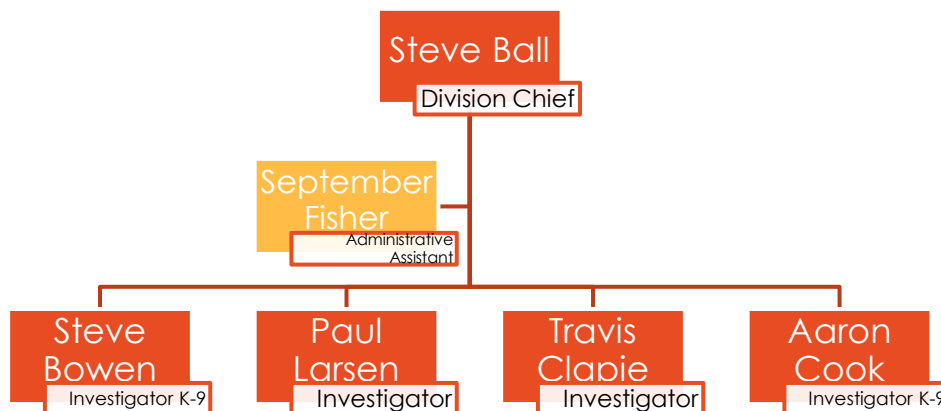 Steve Ball
Division Chief
September
Fisher
Administrative
Assistant
Steve
Bowen
Investigator K-9
Paul
Larsen
Investigator
Travis
Clapie
Investigator
Aaron
Cook
Investigator K-9